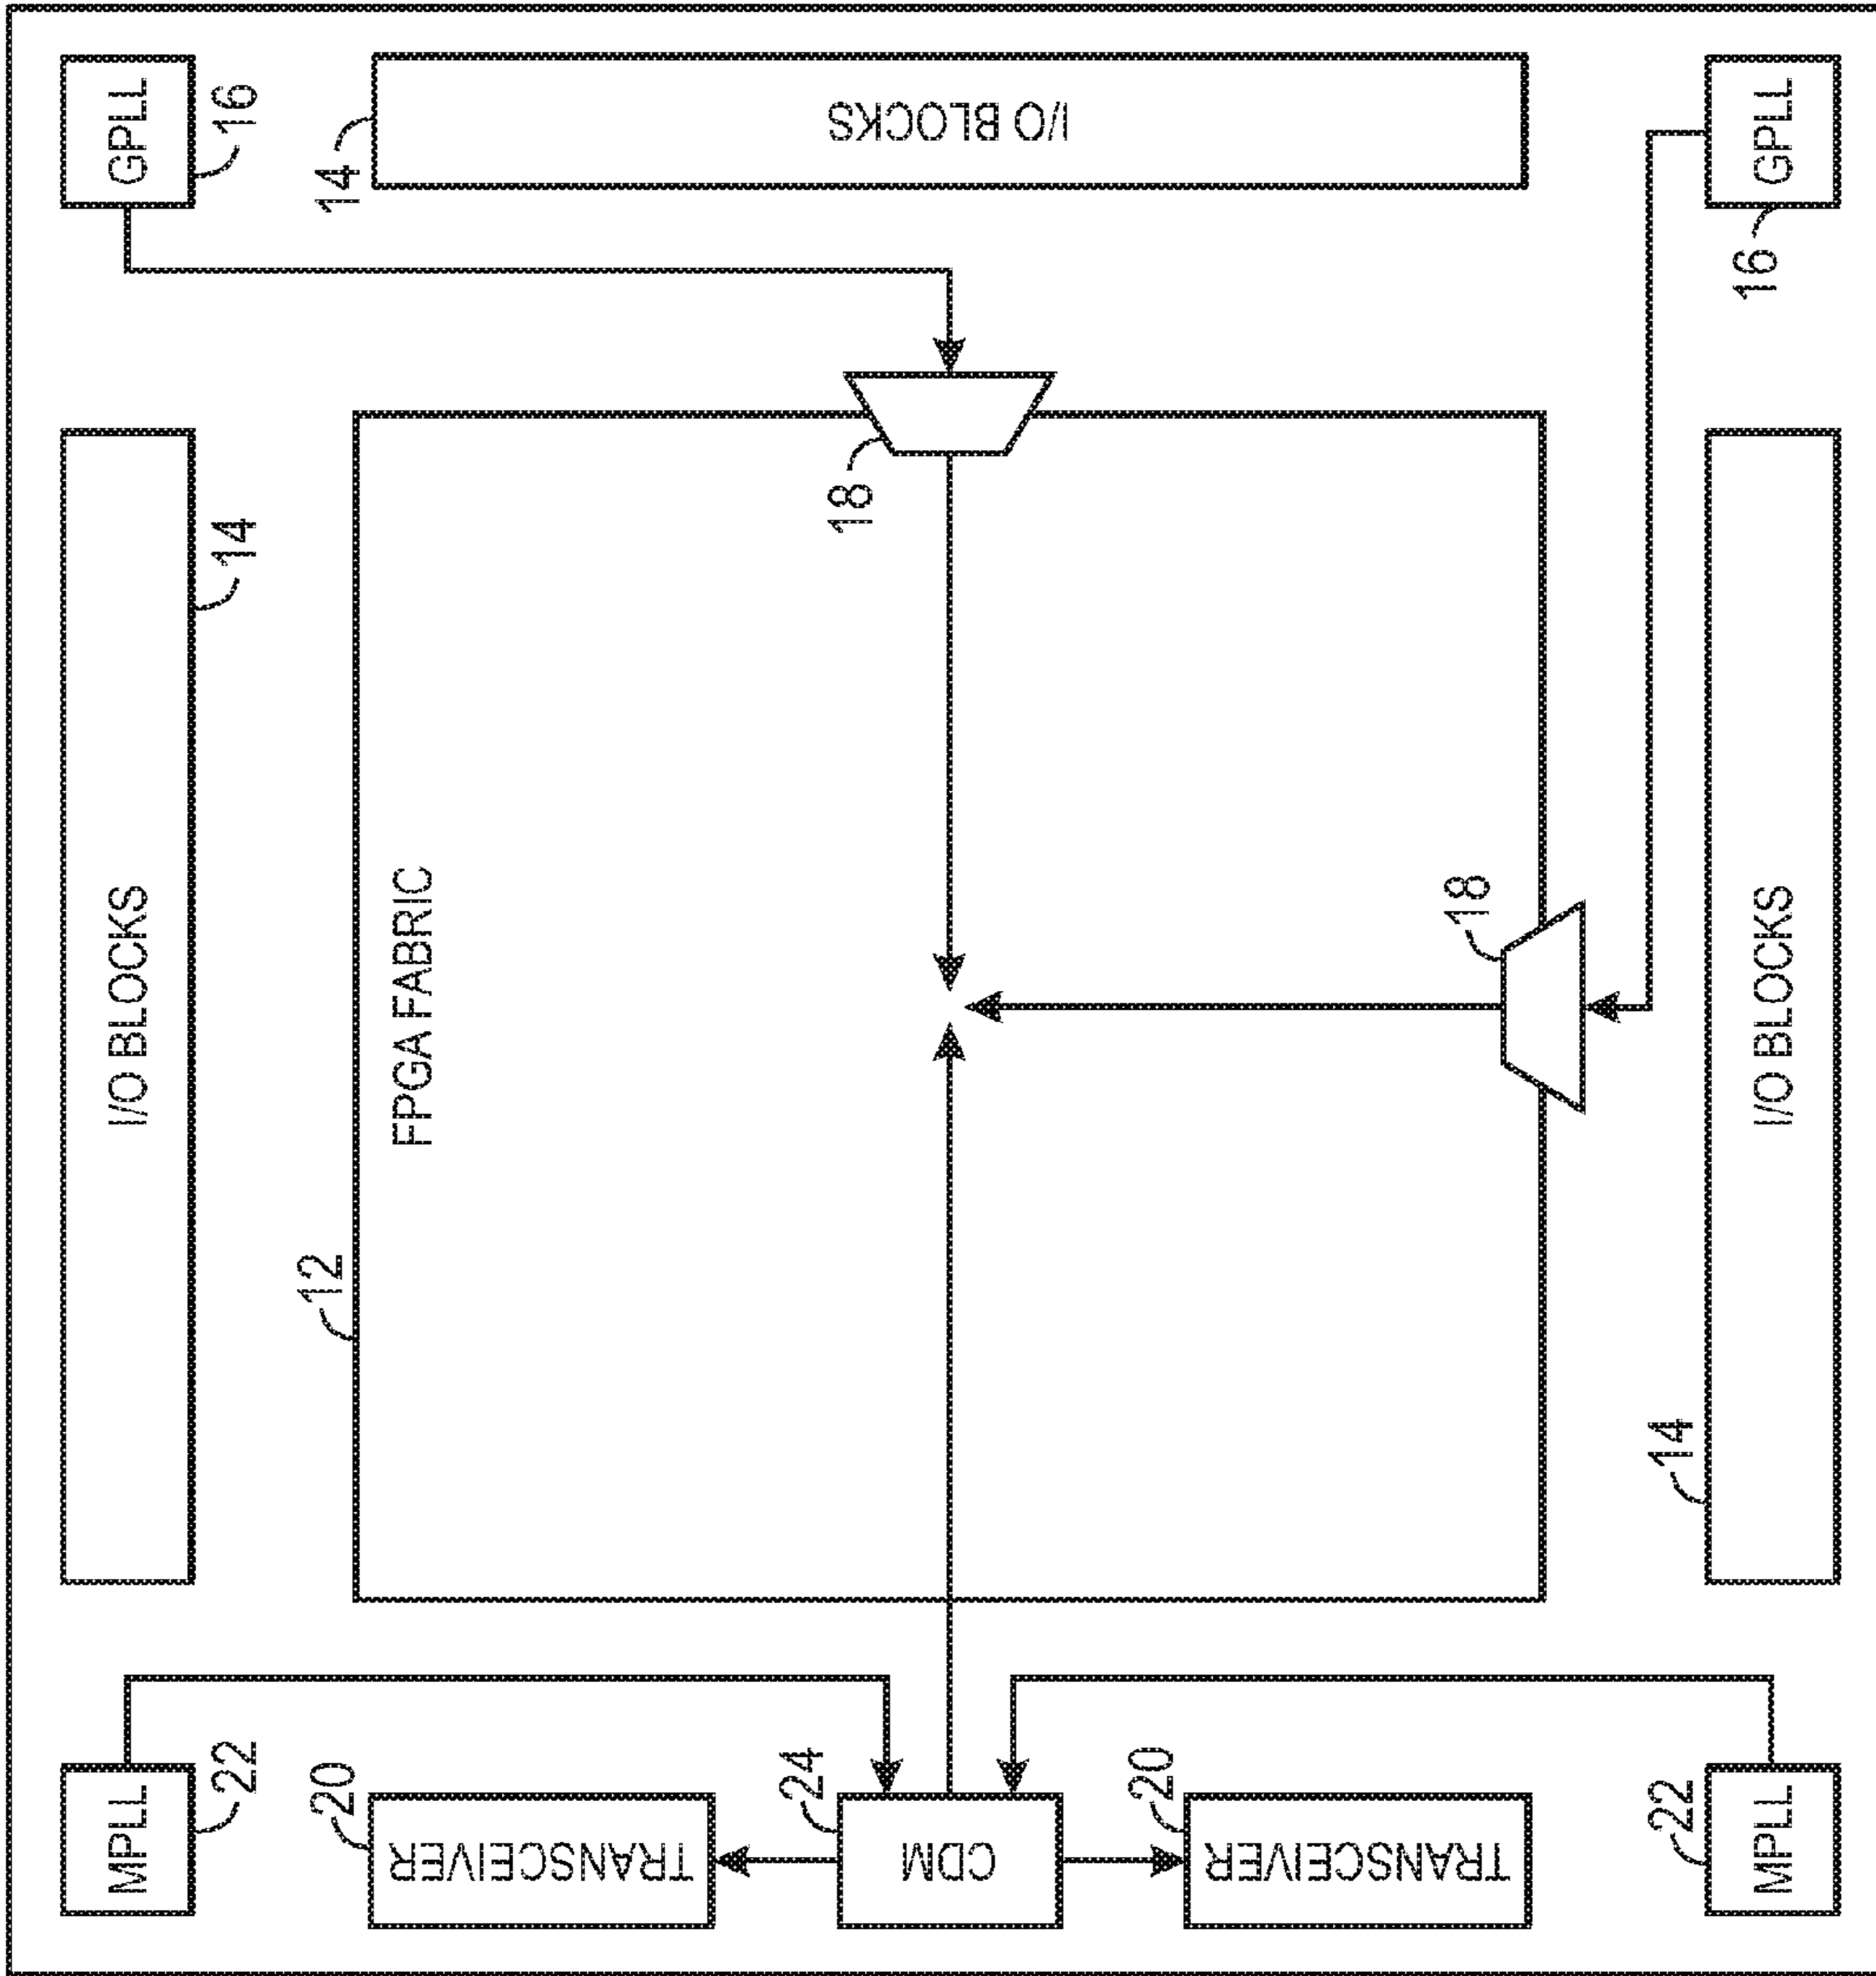 GPLL
16
I/O BLOCKS
14
GPLL
16
I/O BLOCKS
14
12
FPGA FABRIC
18
18
I/O BLOCKS
14
MPLL
22
TRANSCEIVER
20
CDM
24
TRANSCEIVER
20
MPLL
22